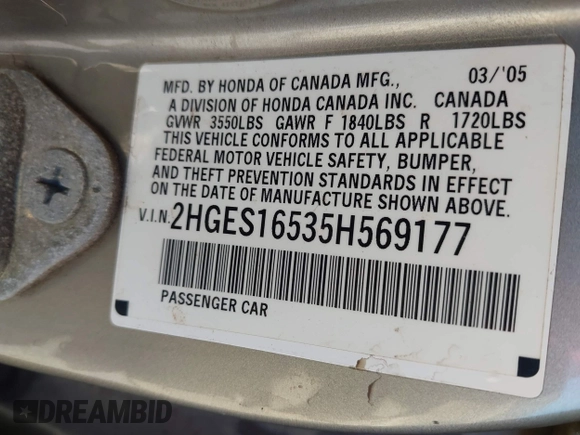 MFD. BY HONDA OF CANADA MFG., 03/'05
A DIVISION OF HONDA CANADA INC. CANADA
GVWR 3550LBS GAWR F 1840LBS R 1720LBS
THIS VEHICLE CONFORMS TO ALL APPLICABLE
FEDERAL MOTOR VEHICLE SAFETY, BUMPER,
AND THEFT PREVENTION STANDARDS IN EFFECT
ON THE DATE OF MANUFACTURE SHOWN ABOVE.
V.I.N. 2HGES16535H569177
PASSENGER CAR
DREAMBID